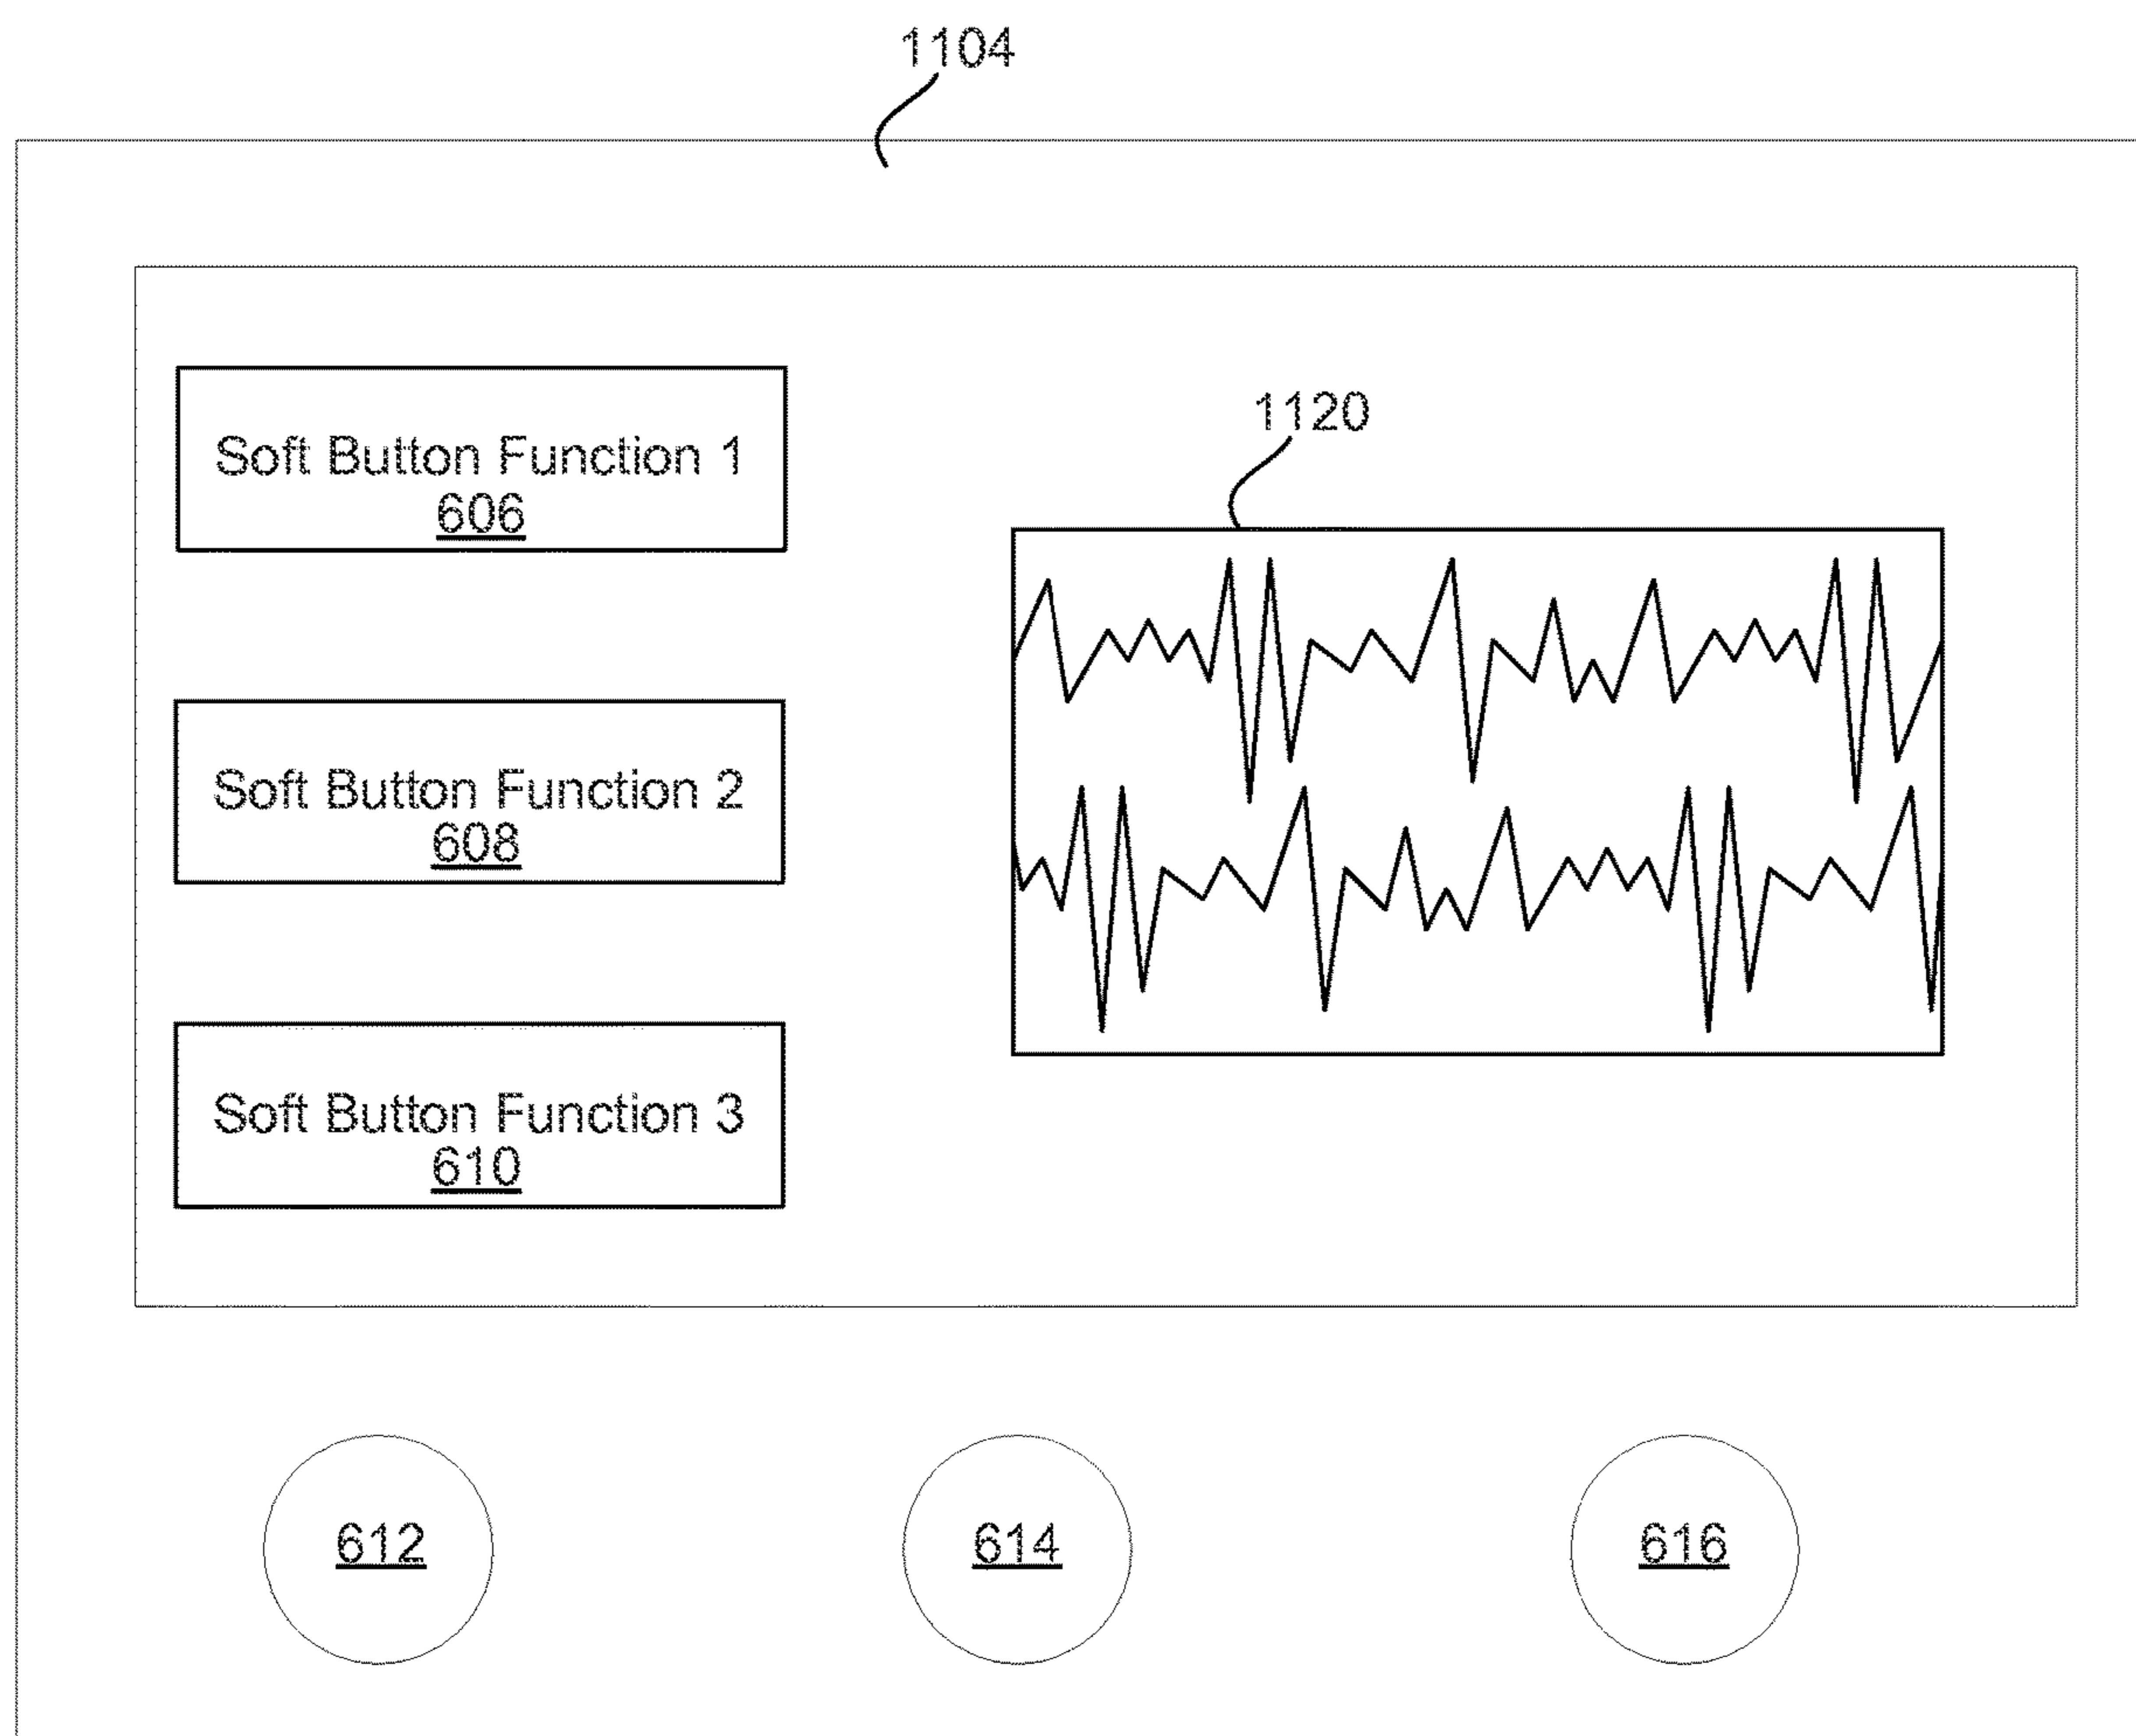 1104
Soft Button Function 1
606
1120
Soft Button Function 2
608
Soft Button Function 3
610
612
614
616